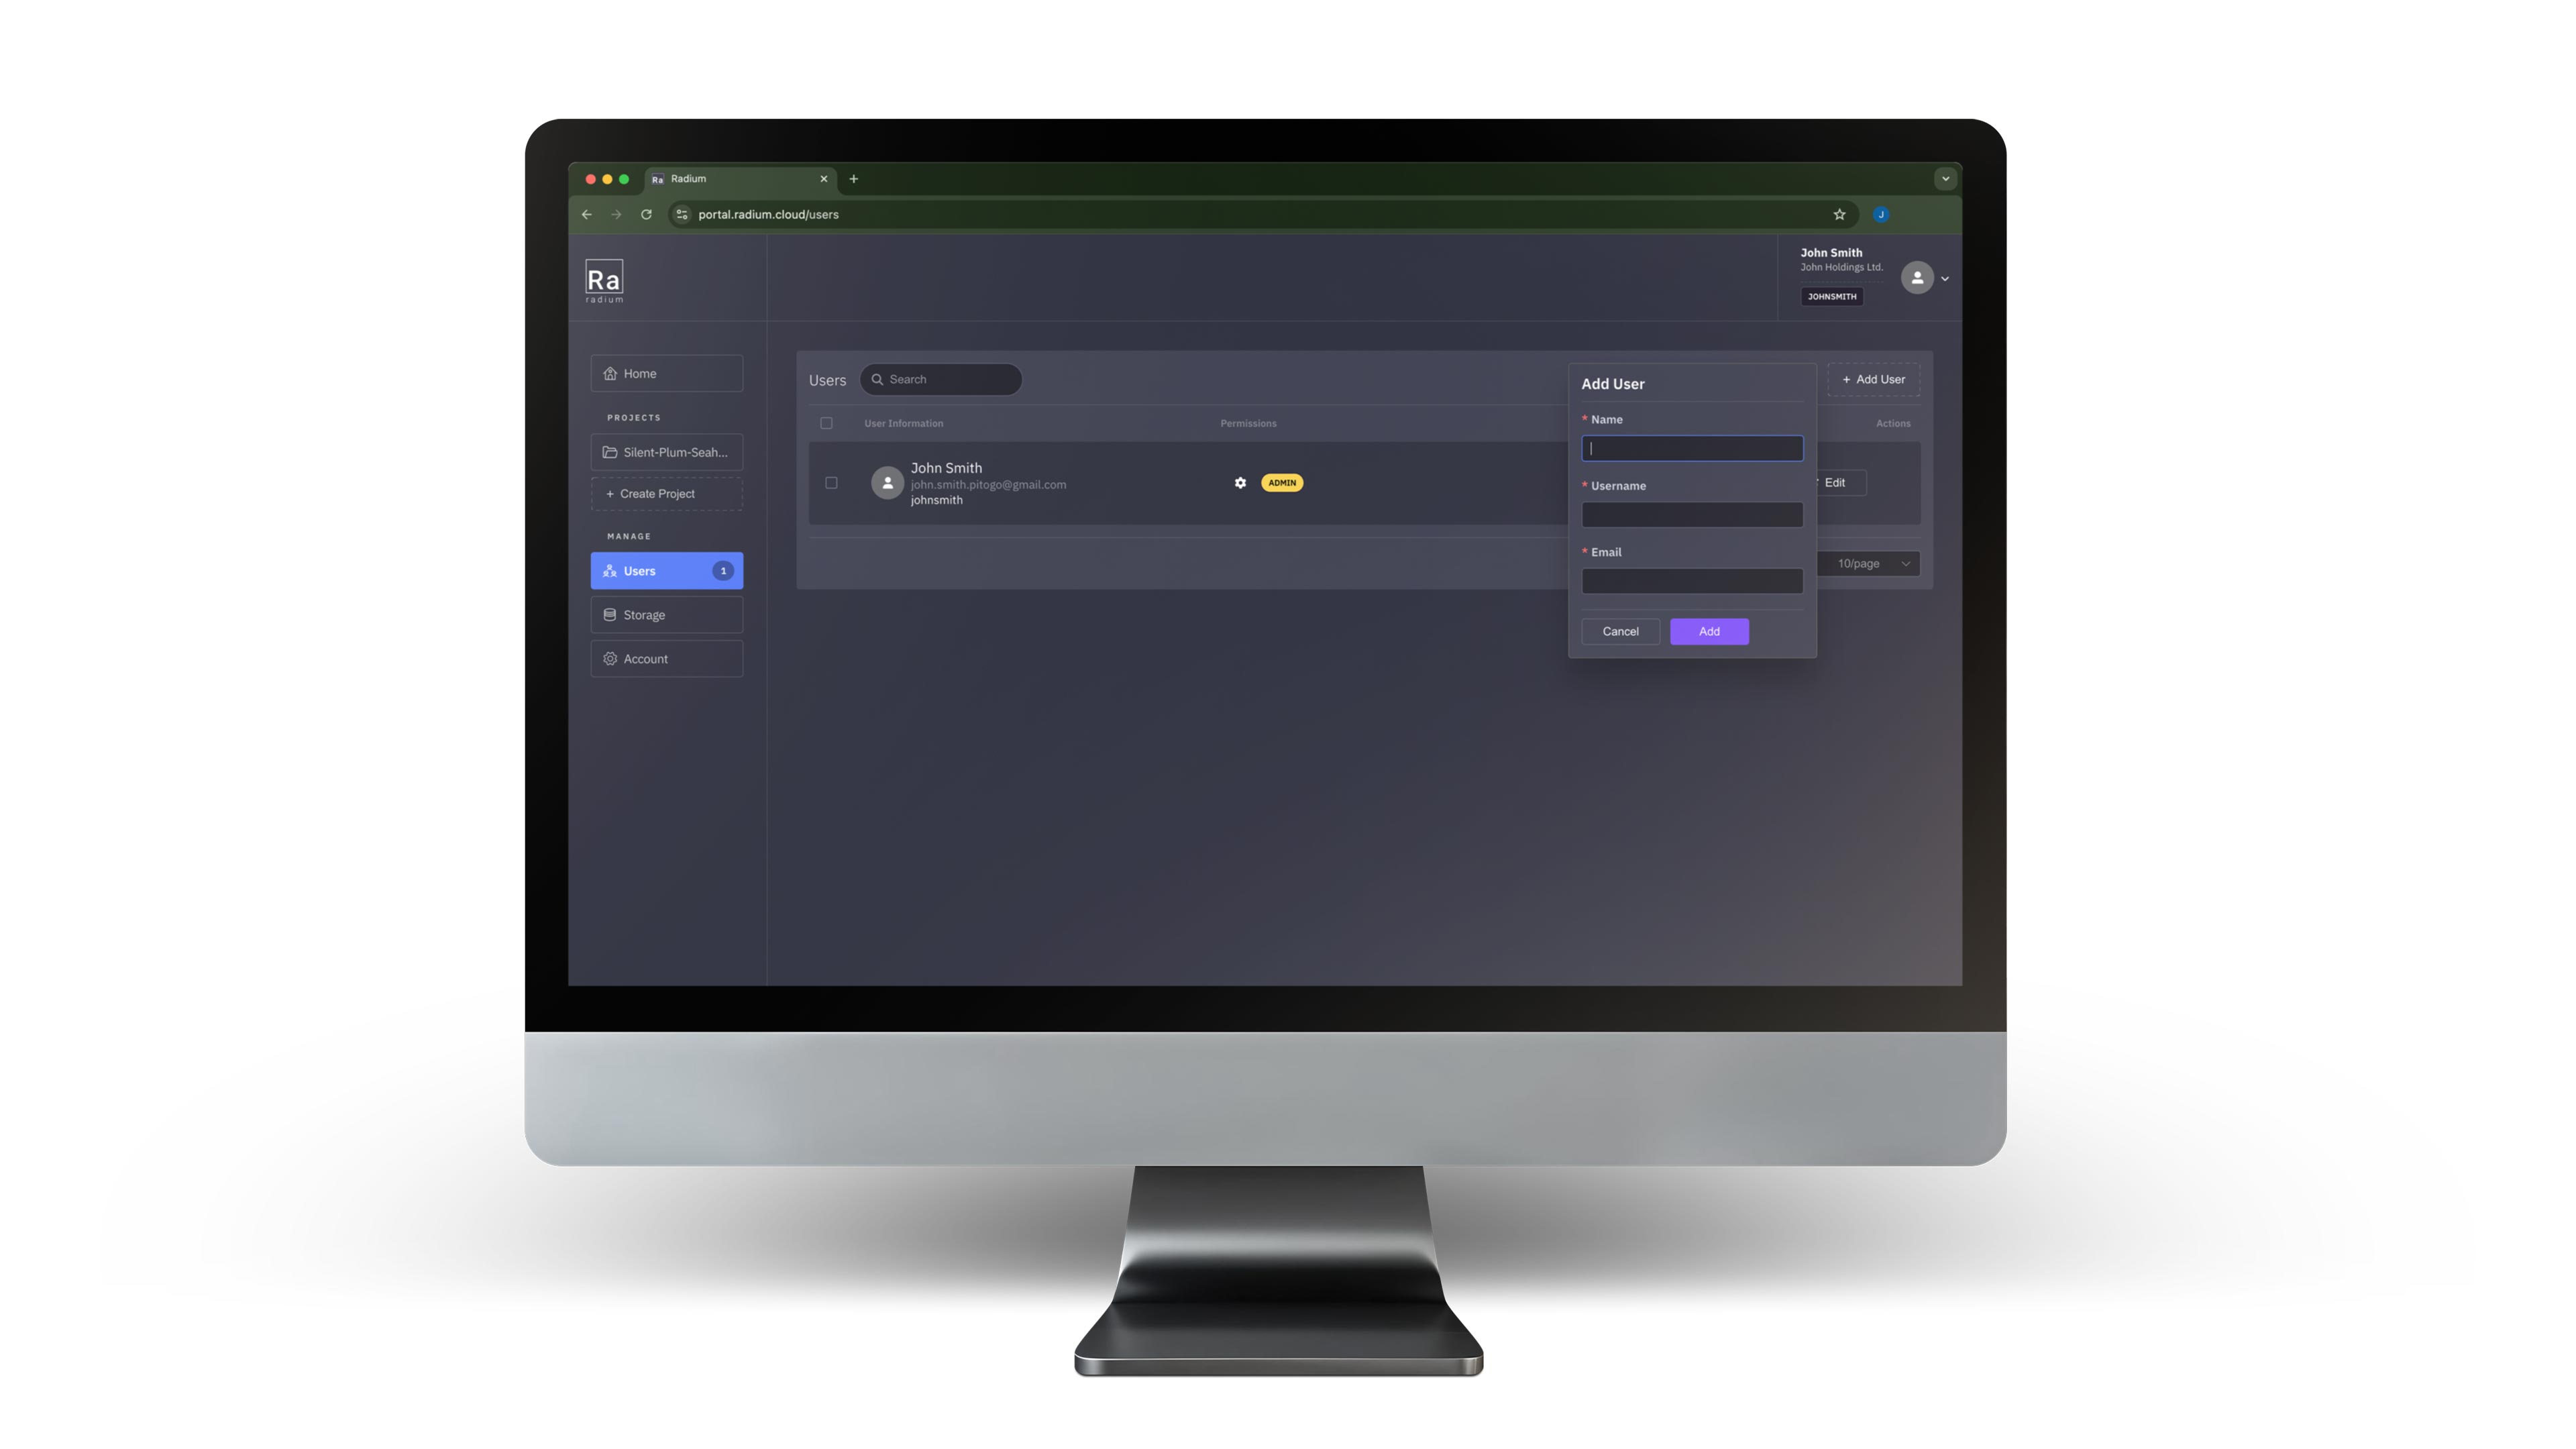 Ra Radium
portal.radium.cloud/users
J
Ra
radium
John Smith
John Holdings Ltd.
JOHNSMITH
Home
PROJECTS
Silent-Plum-Seah...
+ Create Project
MANAGE
Users 1
Storage
Account
Users
Search
+ Add User
User Information Permissions Actions
John Smith
john.smith.pitogo@gmail.com
johnsmith
ADMIN
Edit
10/page
Add User
* Name
* Username
* Email
Cancel Add